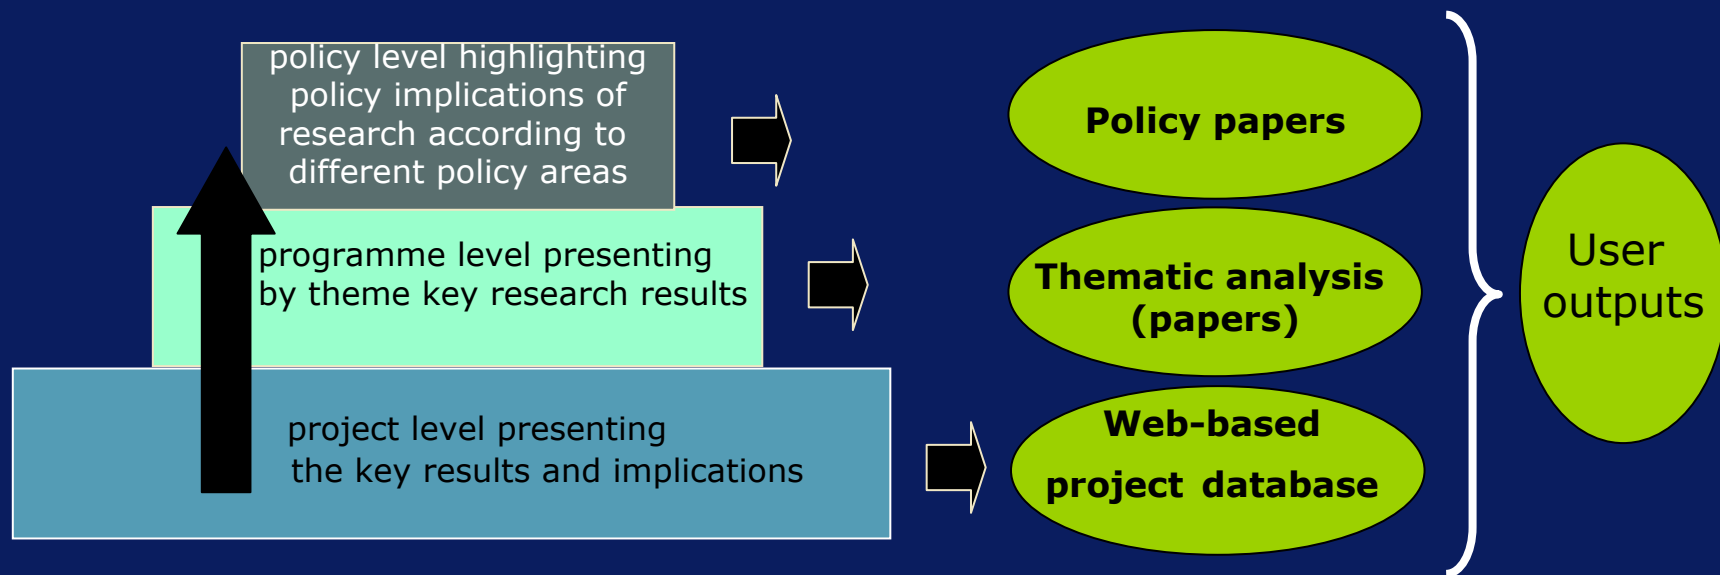 policy level highlighting
policy implications of
research according to
different policy areas
programme level presenting
by theme key research results
project level presenting
the key results and implications
Policy papers
Thematic analysis
(papers)
Web-based
project database
User
outputs